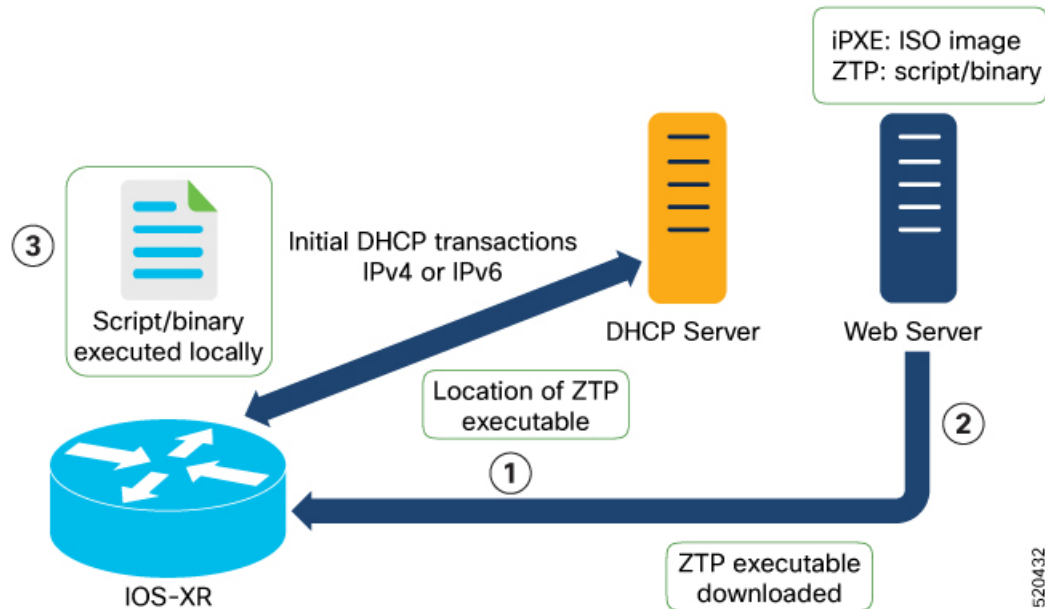 iPXE: ISO image
ZTP: script/binary
3
Script/binary
executed locally
Initial DHCP transactions
IPv4 or IPv6
DHCP Server
Web Server
Location of ZTP
executable
1
2
IOS-XR
ZTP executable
downloaded
520432